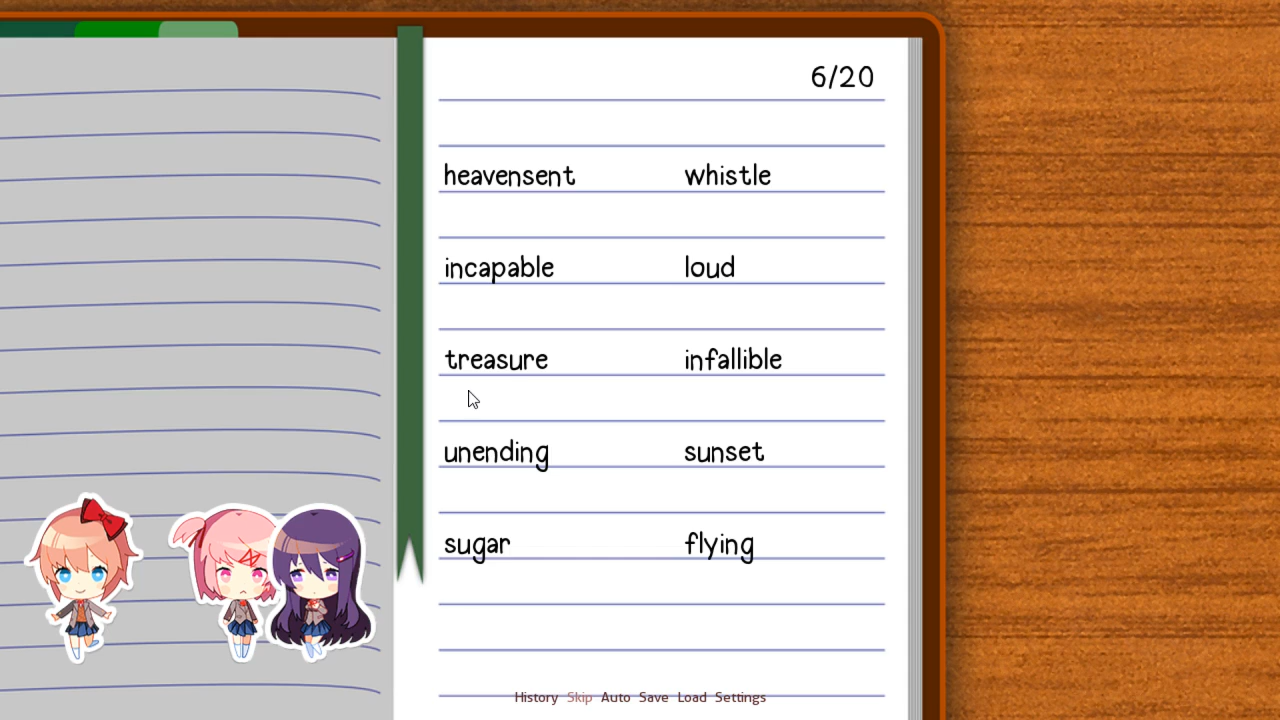 6/20
heavensent whistle
incapable loud
treasure infallible
unending sunset
sugar flying
History Skip Auto Save Load Settings